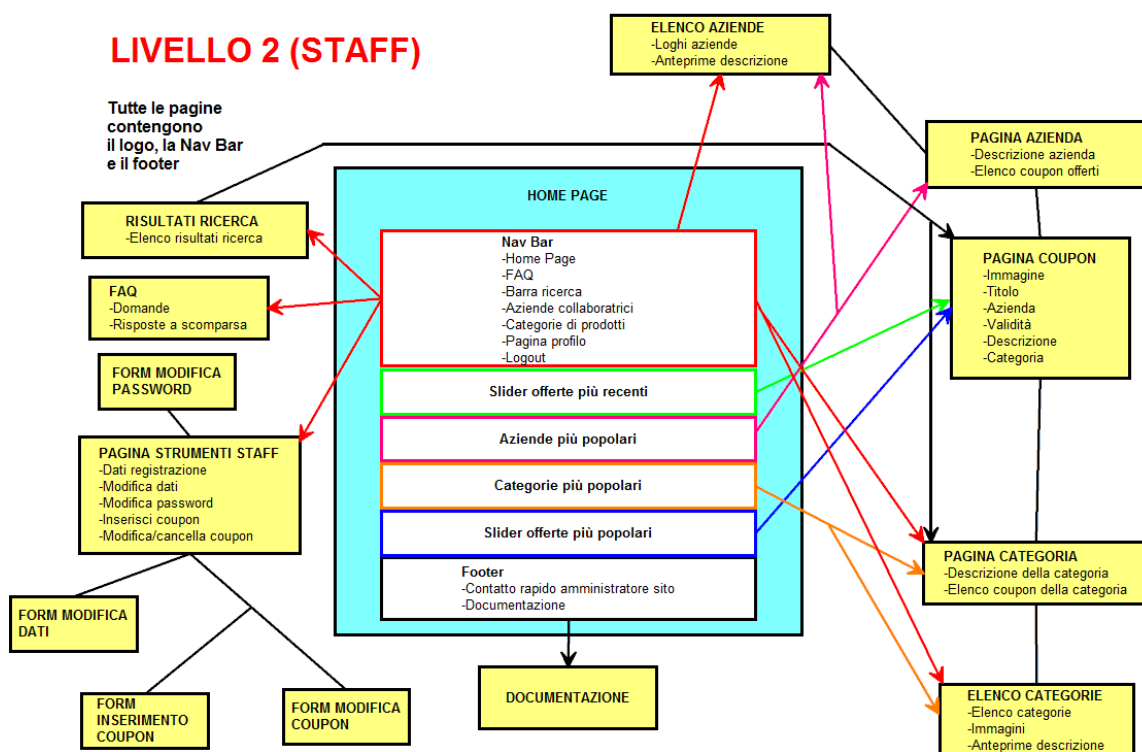 LIVELLO 2 (STAFF)
Tutte le pagine
contengono
il logo, la Nav Bar
e il footer
ELENCO AZIENDE
-Loghi aziende
-Anteprime descrizione
PAGINA AZIENDA
-Descrizione azienda
-Elenco coupon offerti
RISULTATI RICERCA
-Elenco risultati ricerca
FAQ
-Domande
-Risposte a scomparsa
FORM MODIFICA
PASSWORD
PAGINA STRUMENTI STAFF
-Dati registrazione
-Modifica dati
-Modifica password
-Inserisci coupon
-Modifica/cancella coupon
FORM MODIFICA
DATI
FORM
INSERIMENTO
COUPON
FORM MODIFICA
COUPON
HOME PAGE
Nav Bar
-Home Page
-FAQ
-Barra ricerca
-Aziende collaboratrici
-Categorie di prodotti
-Pagina profilo
-Logout
Slider offerte più recenti
Aziende più popolari
Categorie più popolari
Slider offerte più popolari
Footer
-Contatto rapido amministratore sito
-Documentazione
DOCUMENTAZIONE
PAGINA COUPON
-Immagine
-Titolo
-Azienda
-Validità
-Descrizione
-Categoria
PAGINA CATEGORIA
-Descrizione della categoria
-Elenco coupon della categoria
ELENCO CATEGORIE
-Elenco categorie
-Immagini
-Anteprime descrizione